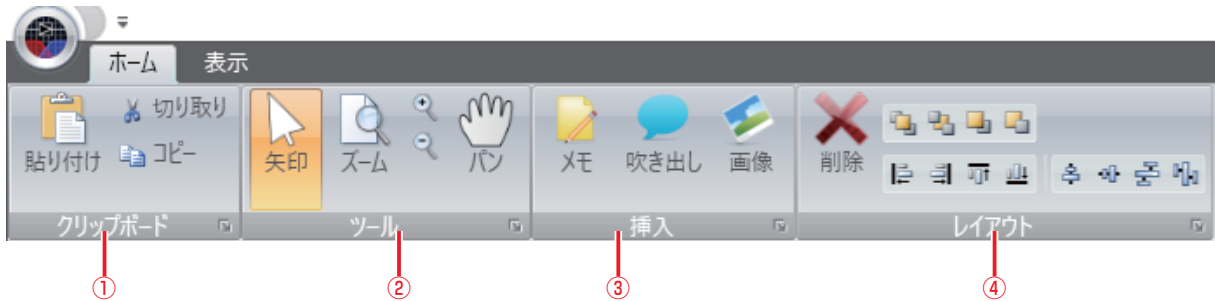 ホーム 表示
切り取り
コピー
貼り付け 矢印 ズーム パン メモ 吹き出し 画像 削除
クリップボード ツール 挿入 レイアウト
① ② ③ ④